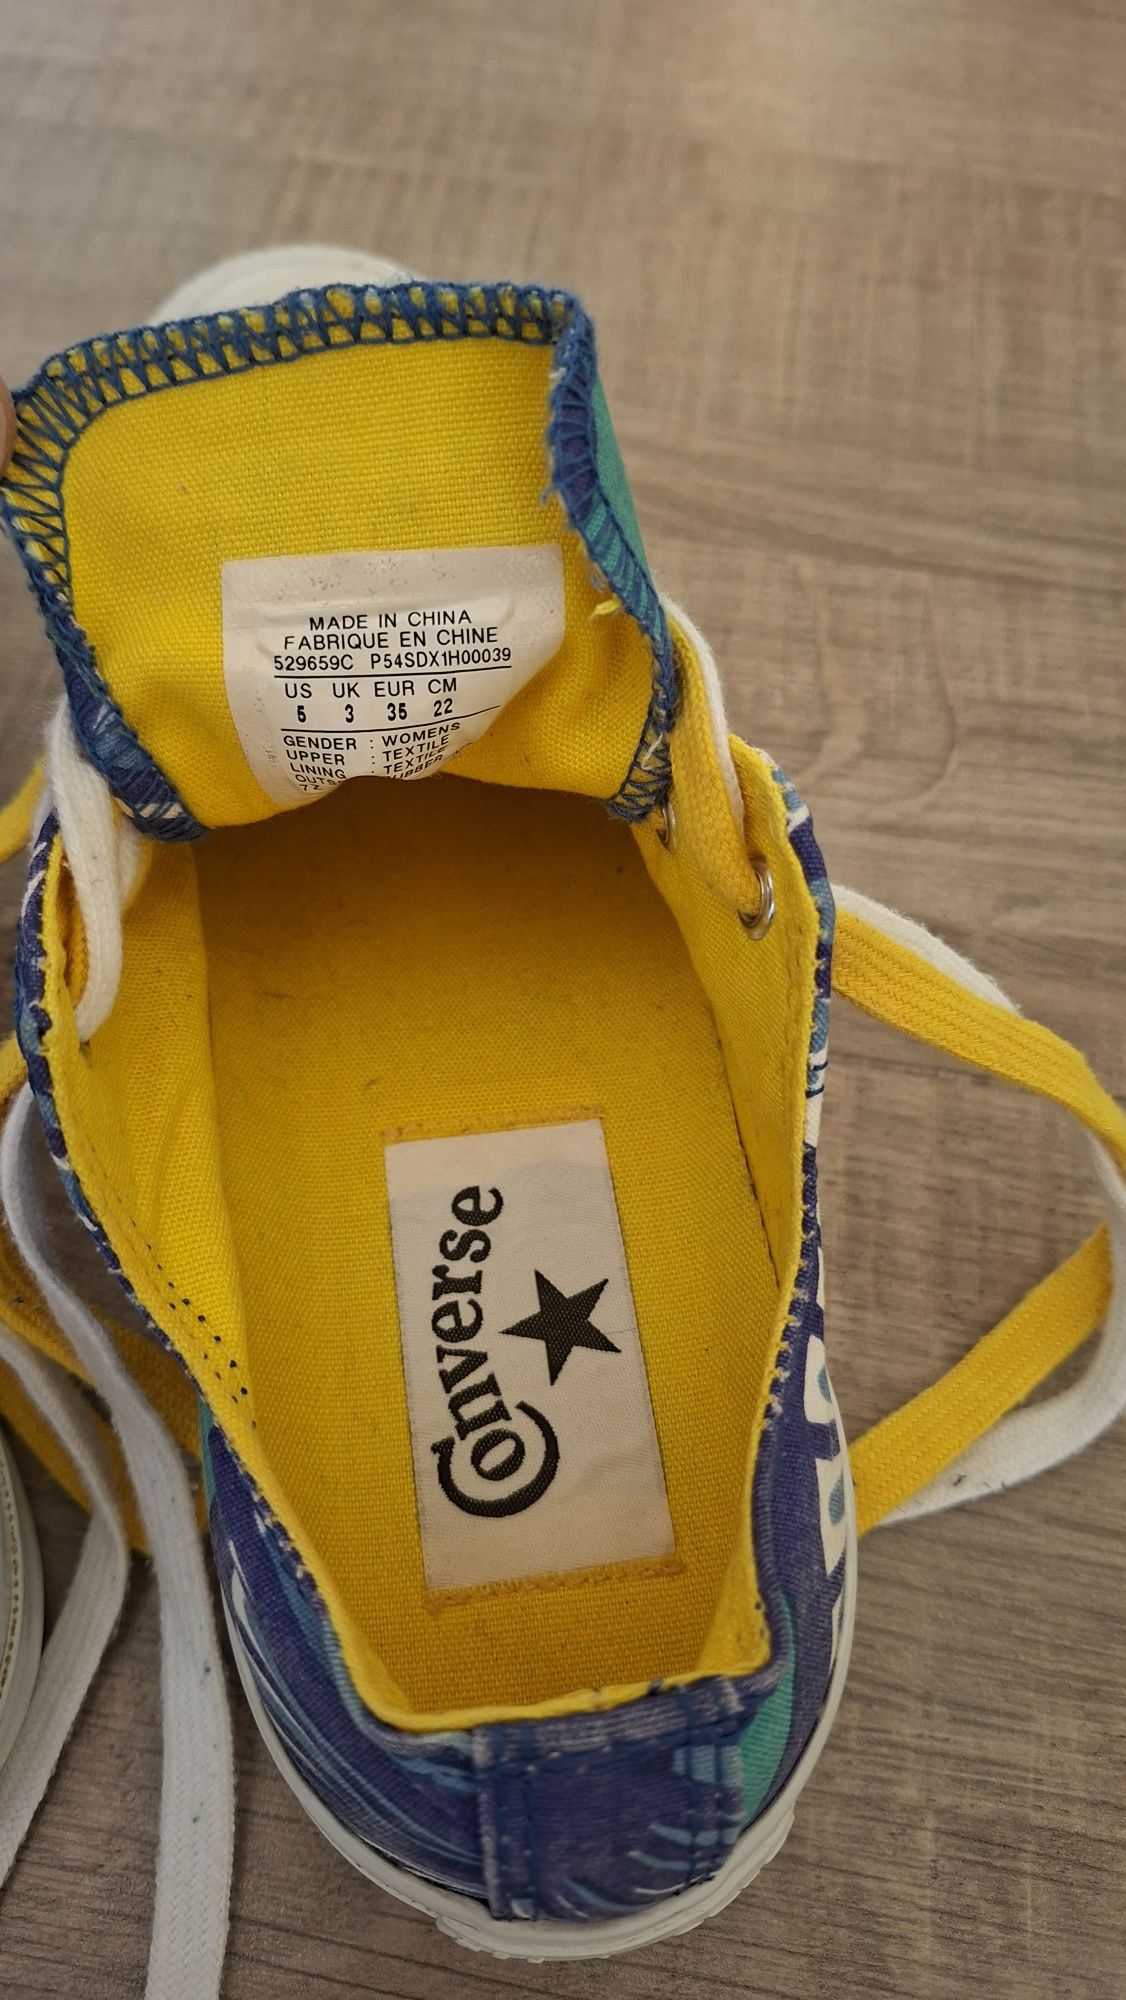 MADE IN CHINA
FABRIQUE EN CHINE
529659C P54SDX1H00039
US UK EUR CM
5 3 35 22
GENDER : WOMENS
UPPER : TEXTILE
LINING : TEXTILE
Converse